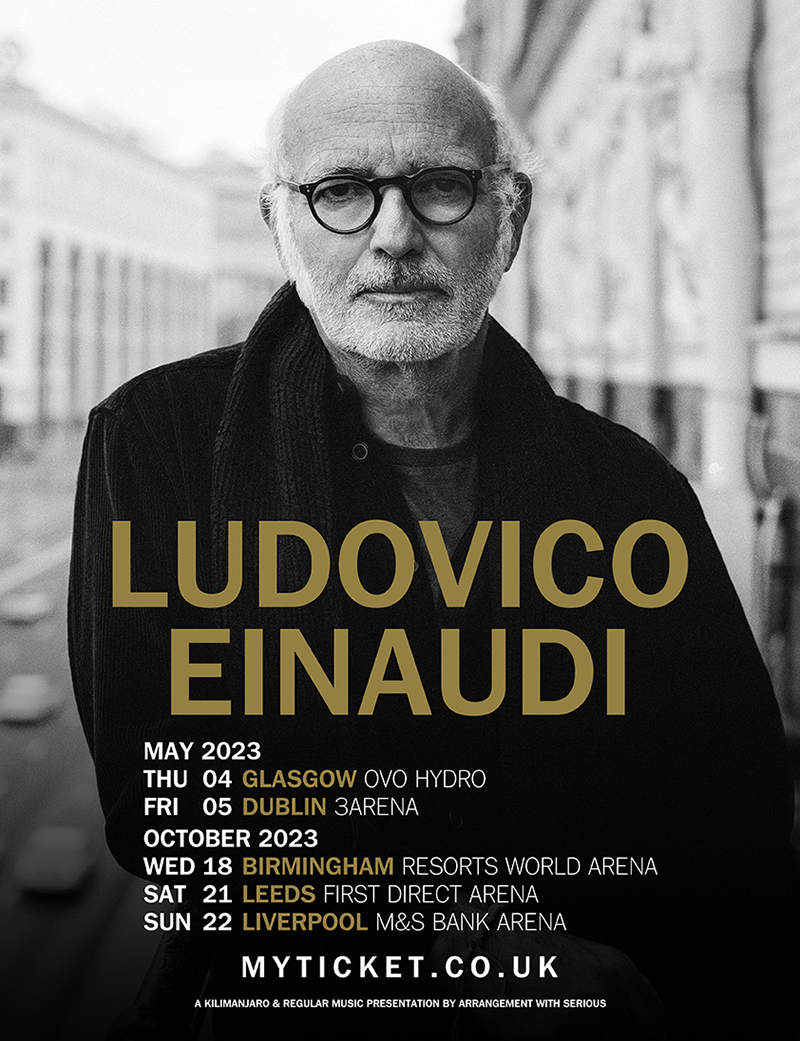 LUDOVICO
EINAUDI
MAY 2023
THU 04 GLASGOW OVO HYDRO
FRI 05 DUBLIN 3ARENA
OCTOBER 2023
WED 18 BIRMINGHAM RESORTS WORLD ARENA
SAT 21 LEEDS FIRST DIRECT ARENA
SUN 22 LIVERPOOL M&S BANK ARENA
MYTICKET.CO.UK
A KILIMANJARO & REGULAR MUSIC PRESENTATION BY ARRANGEMENT WITH SERIOUS